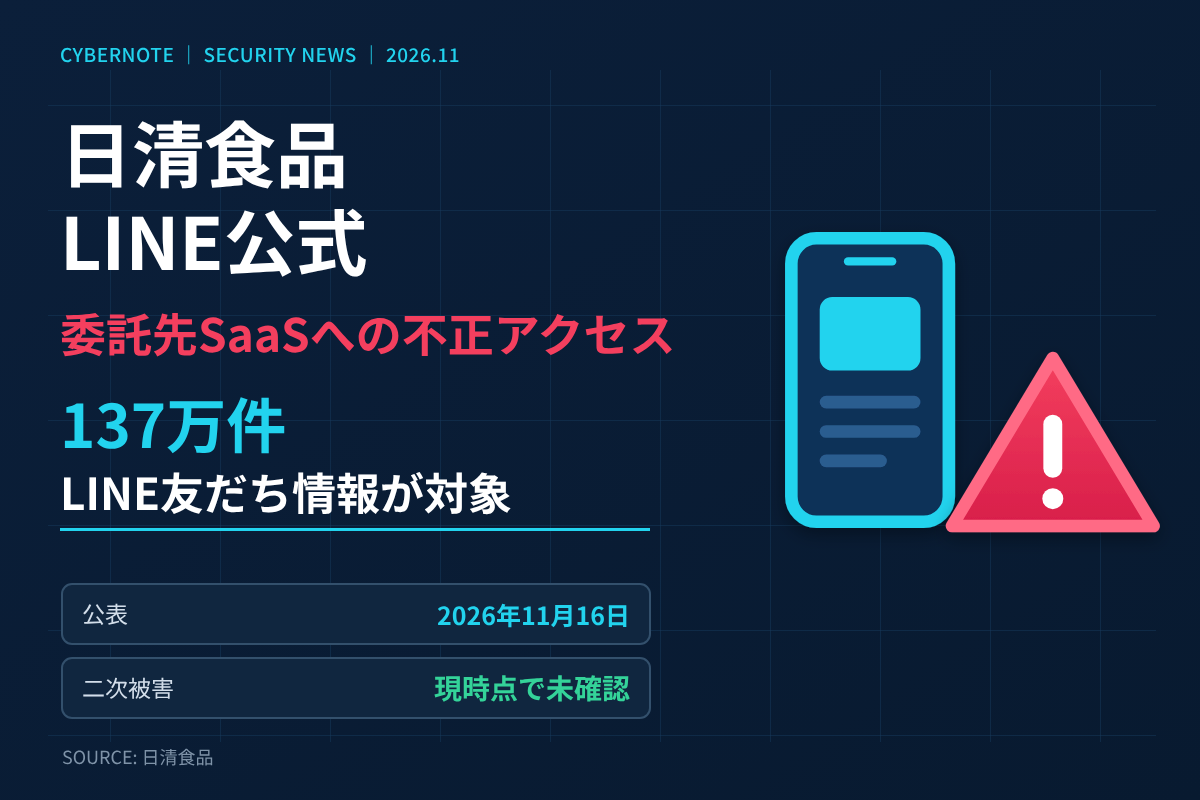 CYBERNOTE | SECURITY NEWS | 2026.11
日清食品
LINE公式
委託先SaaSへの不正アクセス
137万件
LINE友だち情報が対象
公表 2026年11月16日
二次被害 現時点で未確認
SOURCE: 日清食品